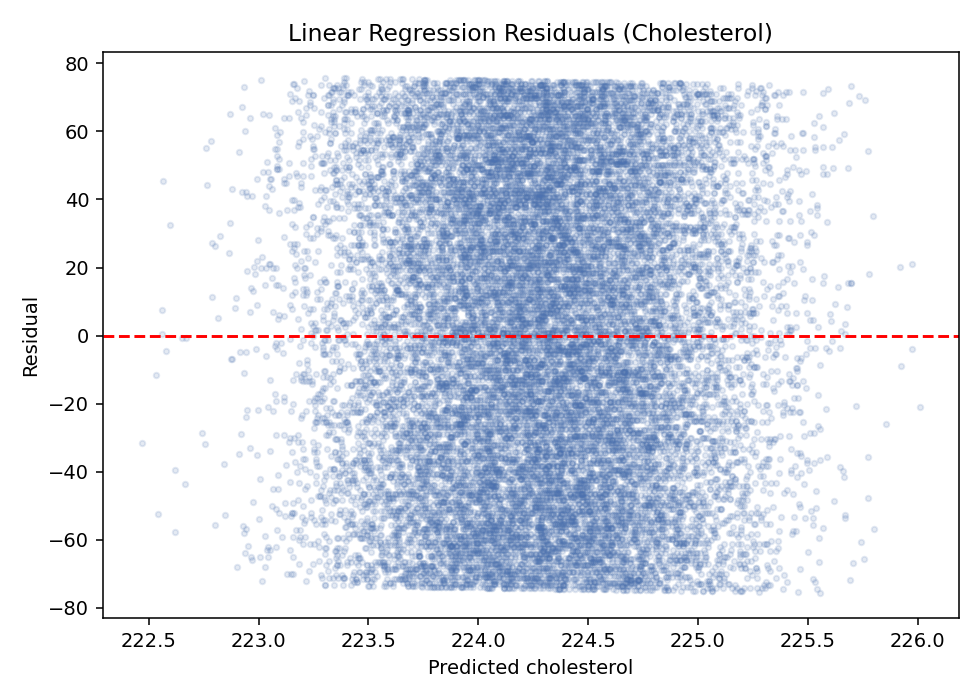 Linear Regression Residuals (Cholesterol)
80
60
40
20
0
−20
−40
−60
−80
Residual
222.5 223.0 223.5 224.0 224.5 225.0 225.5 226.0
Predicted cholesterol